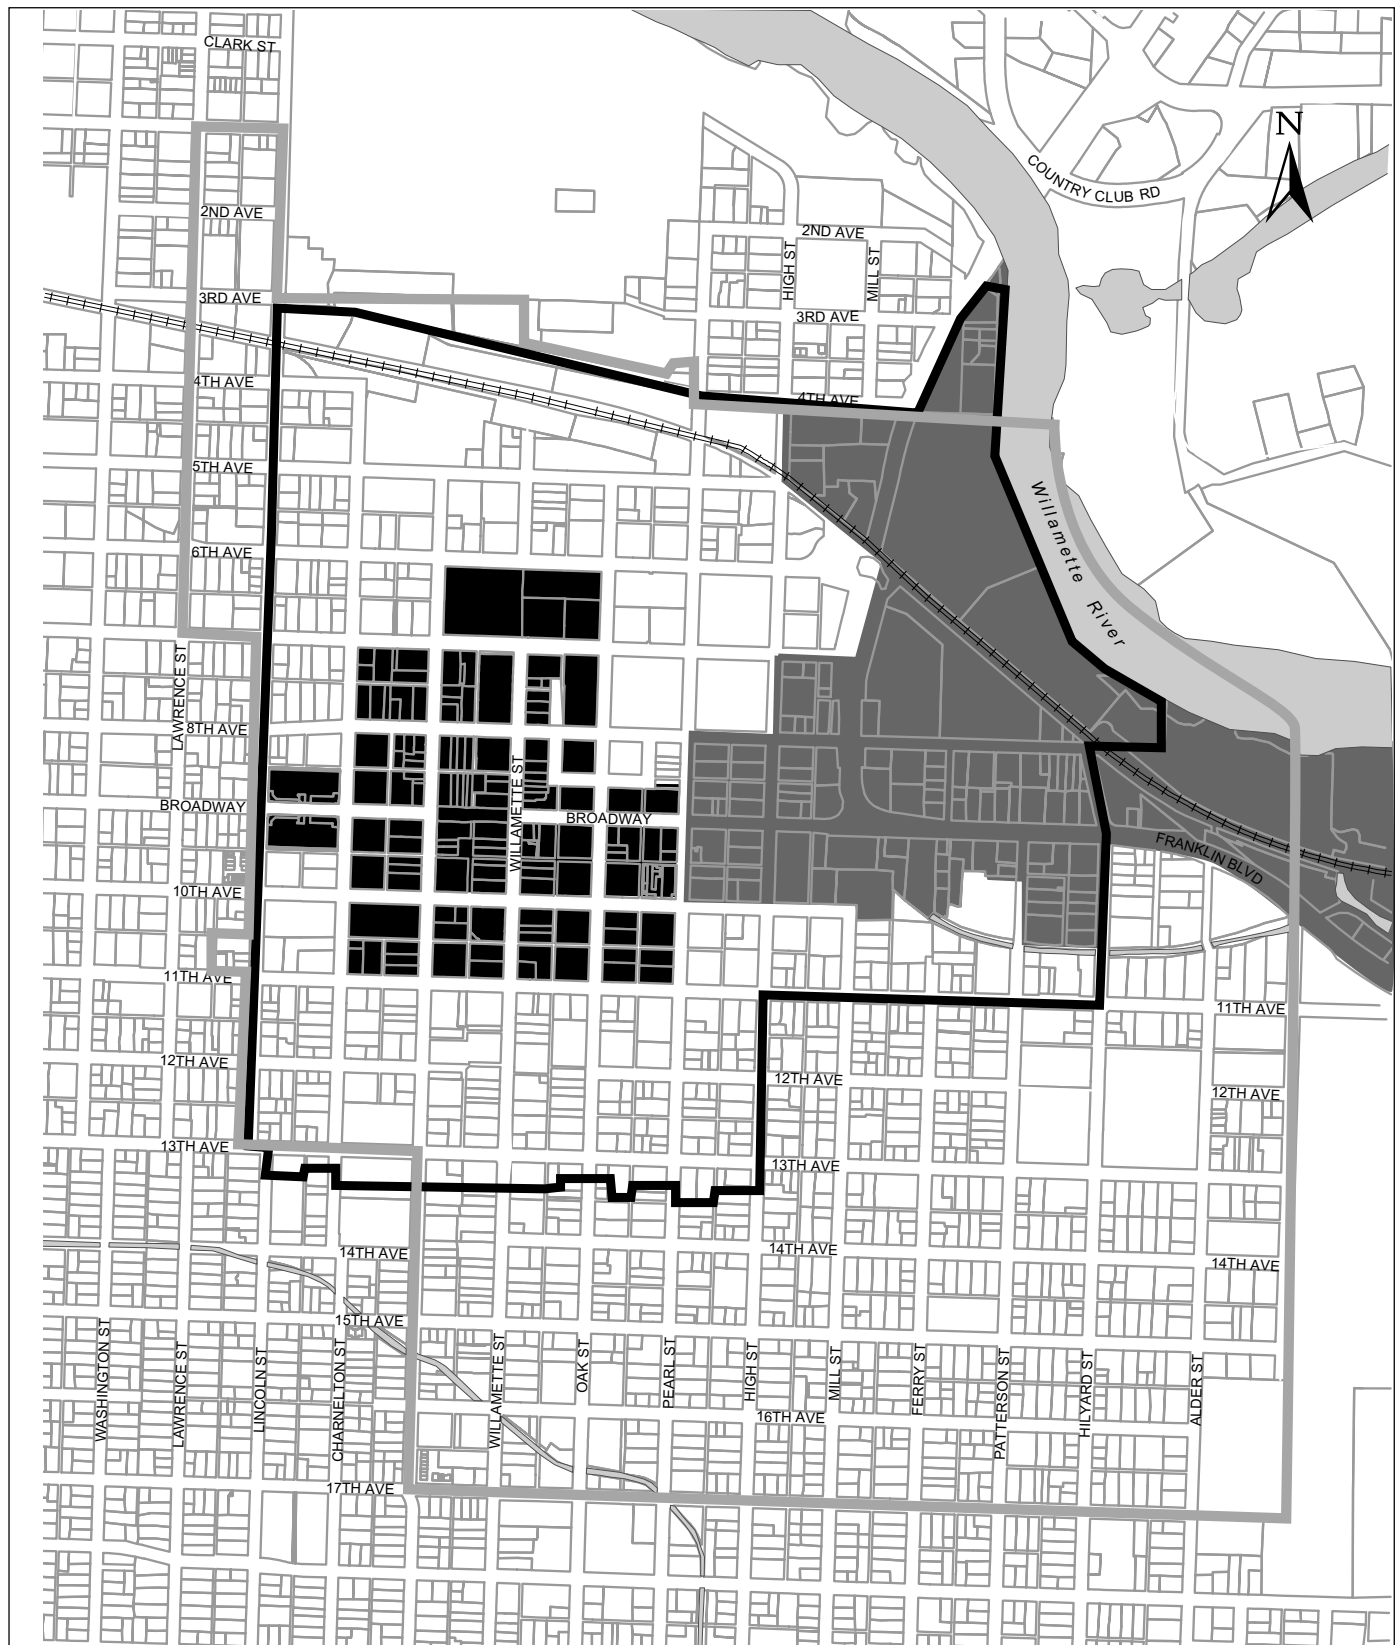 CLARK ST
N
COUNTRY CLUB RD
2ND AVE
2ND AVE
HIGH ST
MILL ST
3RD AVE
3RD AVE
4TH AVE
4TH AVE
5TH AVE
Willamette River
6TH AVE
LAWRENCE ST
8TH AVE
WILLAMETTE ST
BROADWAY
BROADWAY
FRANKLIN BLVD
10TH AVE
11TH AVE
11TH AVE
12TH AVE
12TH AVE
12TH AVE
13TH AVE
13TH AVE
14TH AVE
14TH AVE
14TH AVE
15TH AVE
WASHINGTON ST
LAWRENCE ST
LINCOLN ST
CHARNELTON ST
WILLAMETTE ST
OAK ST
PEARL ST
HIGH ST
MILL ST
FERRY ST
PATTERSON ST
HILYARD ST
ALDER ST
16TH AVE
17TH AVE